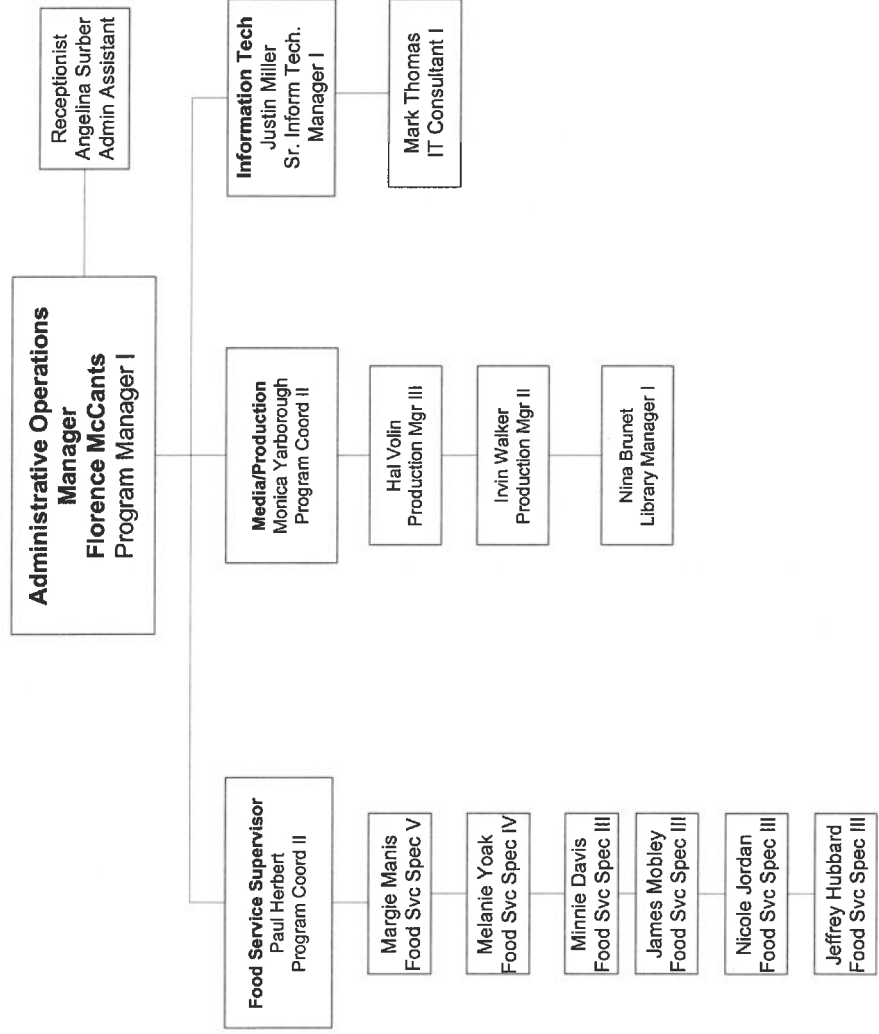 Administrative Operations
Manager
Florence McCants
Program Manager I
Receptionist
Angelina Surber
Admin Assistant
Food Service Supervisor
Paul Herbert
Program Coord II
Margie Manis
Food Svc Spec V
Melanie Yoak
Food Svc Spec IV
Minnie Davis
Food Svc Spec III
James Mobley
Food Svc Spec III
Nicole Jordan
Food Svc Spec III
Jeffrey Hubbard
Food Svc Spec III
Media/Production
Monica Yarborough
Program Coord II
Hal Volin
Production Mgr III
Irvin Walker
Production Mgr II
Nina Brunet
Library Manager I
Information Tech
Justin Miller
Sr. Inform Tech.
Manager I
Mark Thomas
IT Consultant I